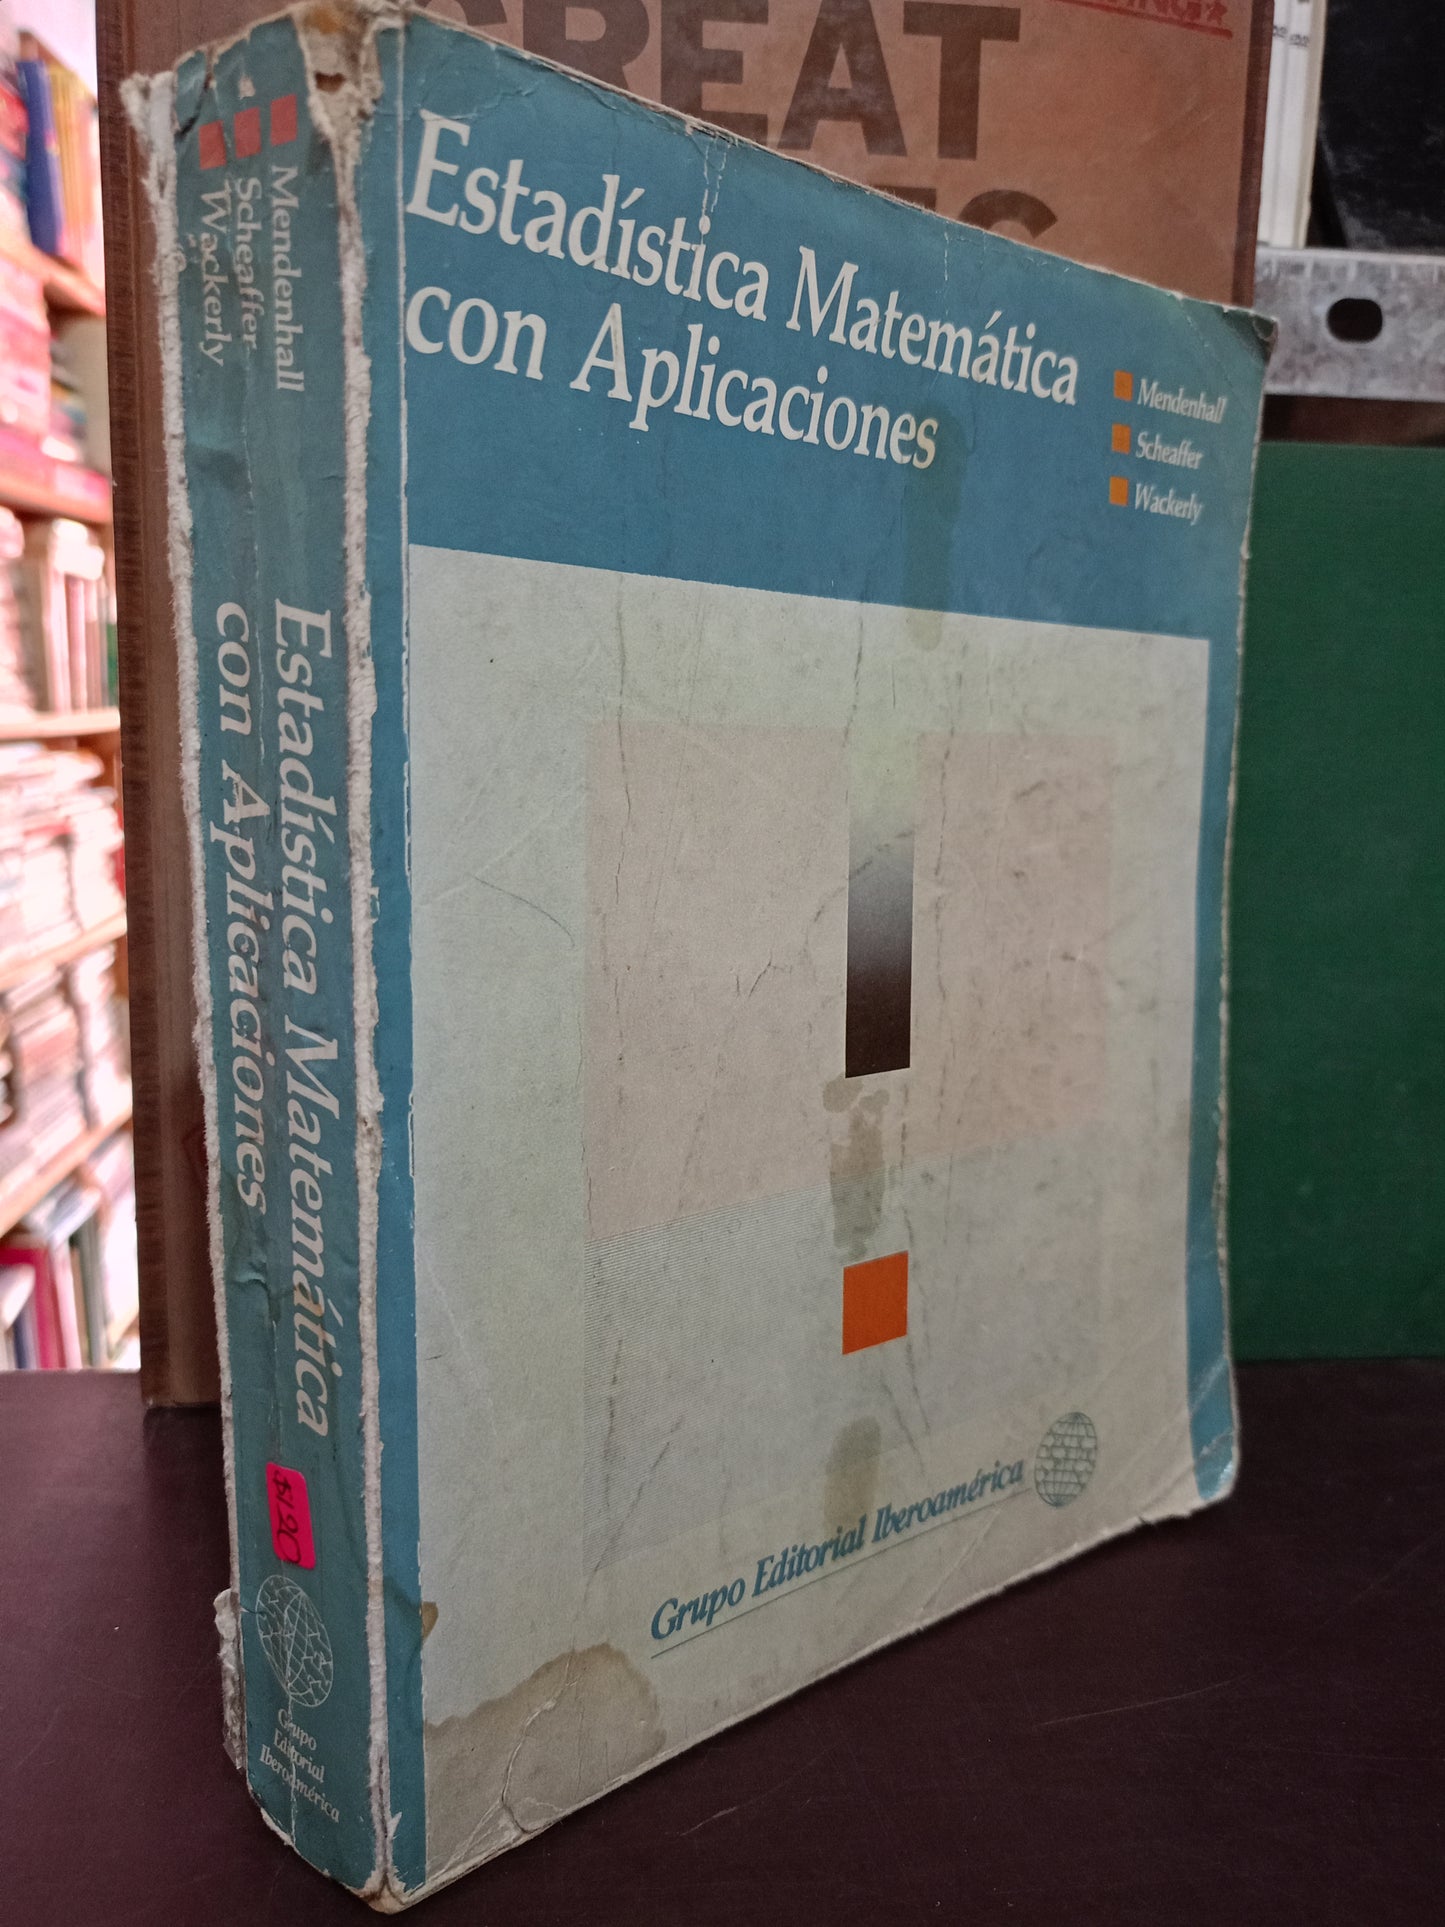 GREAT
Estadística Matemática
con Aplicaciones
Mendenhall
Scheaffer
Wackerly
Grupo Editorial Iberoamérica
Mendenhall
Scheaffer
Wackerly
Estadística Matemática
con Aplicaciones
$120
Grupo
Editorial
Iberoamérica